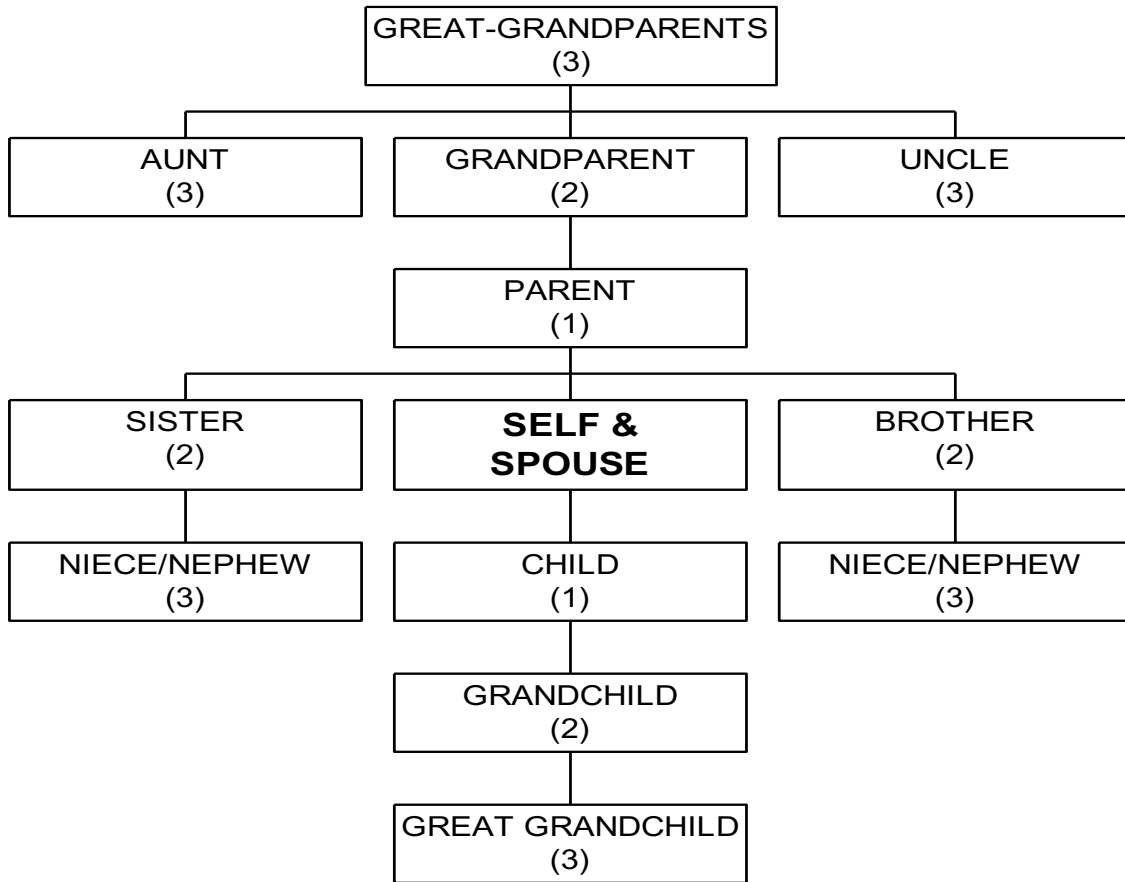 GREAT-GRANDPARENTS
(3)
AUNT
(3)
GRANDPARENT
(2)
UNCLE
(3)
PARENT
(1)
SISTER
(2)
SELF &
SPOUSE
BROTHER
(2)
NIECE/NEPHEW
(3)
CHILD
(1)
NIECE/NEPHEW
(3)
GRANDCHILD
(2)
GREAT GRANDCHILD
(3)